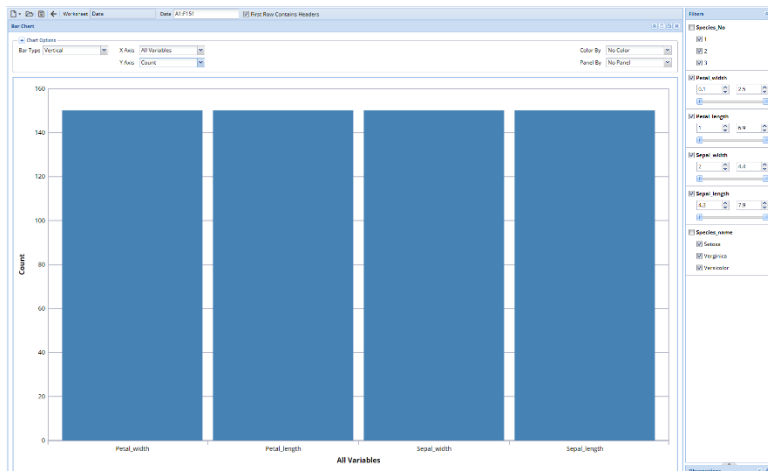 Worksheet Data Data A1:F151 First Row Contains Headers
Bar Chart
Chart Options
Bar Type Vertical X Axis All Variables Color By No Color
Y Axis Count Panel By No Panel
160
140
120
100
80
60
40
20
0
Count
Petal_width Petal_length Sepal_width Sepal_length
All Variables
Filters
Species_No
1
2
3
Petal_width
0.1 2.5
Petal_length
1 6.9
Sepal_width
2 4.4
Sepal_length
4.3 7.9
Species_name
Setosa
Verginica
Versicolor